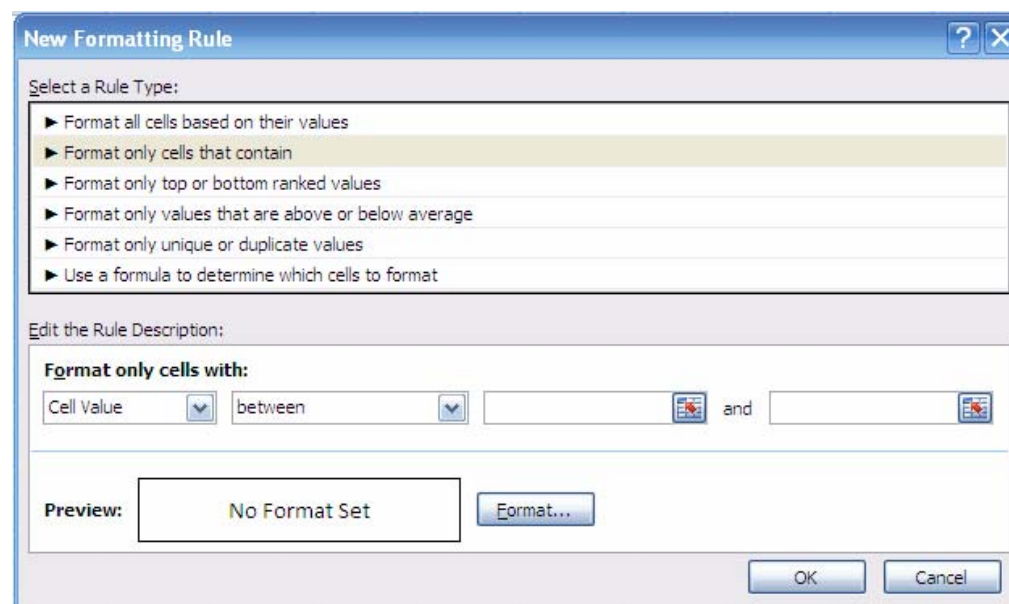 New Formatting Rule ?
Select a Rule Type:
► Format all cells based on their values
► Format only cells that contain
► Format only top or bottom ranked values
► Format only values that are above or below average
► Format only unique or duplicate values
► Use a formula to determine which cells to format
Edit the Rule Description:
Format only cells with:
Cell Value between and
Preview: No Format Set Format...
OK Cancel